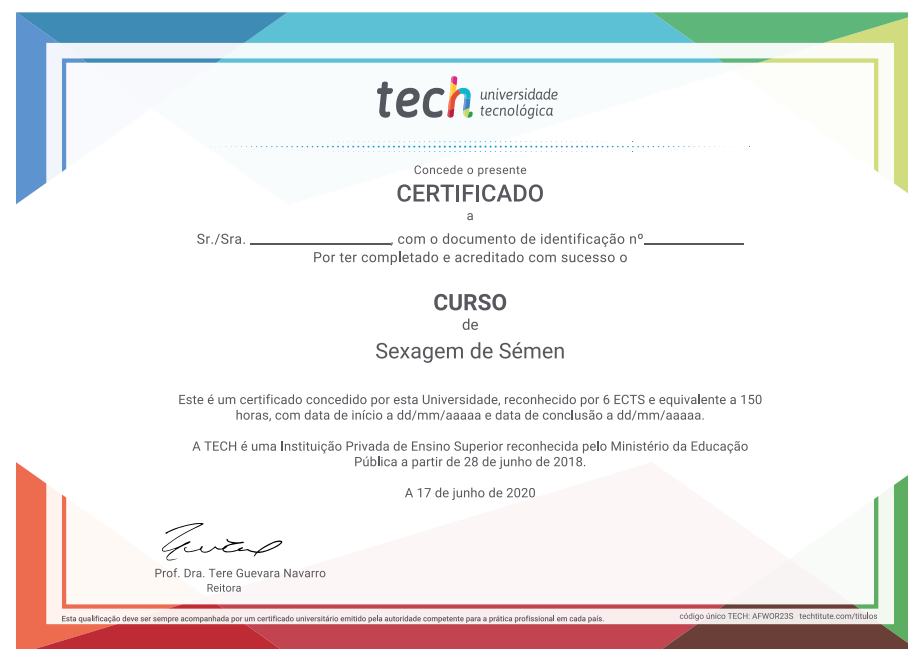 tech universidade
tecnológica
Concede o presente
CERTIFICADO
a
Sr./Sra. ____________________, com o documento de identificação nº______________
Por ter completado e acreditado com sucesso o
CURSO
de
Sexagem de Sémen
Este é um certificado concedido por esta Universidade, reconhecido por 6 ECTS e equivalente a 150
horas, com data de início a dd/mm/aaaaa e data de conclusão a dd/mm/aaaaa.
A TECH é uma Instituição Privada de Ensino Superior reconhecida pelo Ministério da Educação
Pública a partir de 28 de junho de 2018.
A 17 de junho de 2020
Prof. Dra. Tere Guevara Navarro
Reitora
Esta qualificação deve ser sempre acompanhada por um certificado universitário emitido pela autoridade competente para a prática profissional em cada país.
código único TECH: AFWOR23S techtitute.com/titulos